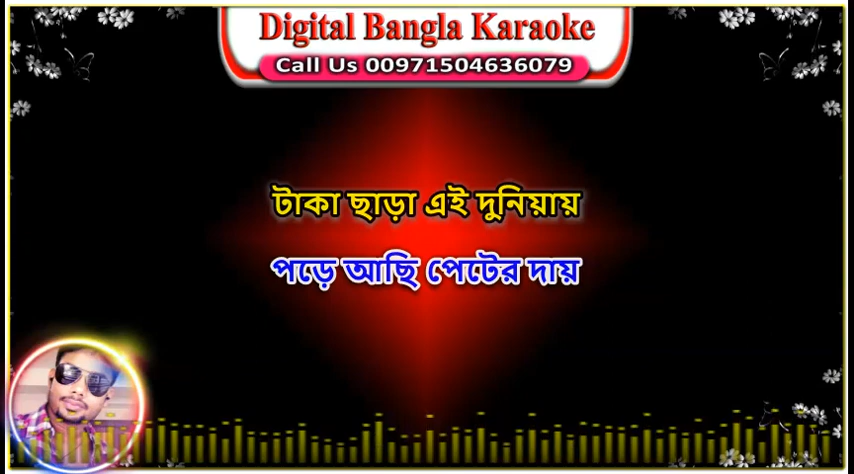 Digital Bangla Karaoke
Call Us 00971504636079
টাকা ছাড়া এই দুনিয়ায়
পড়ে আছি পেটের দায়